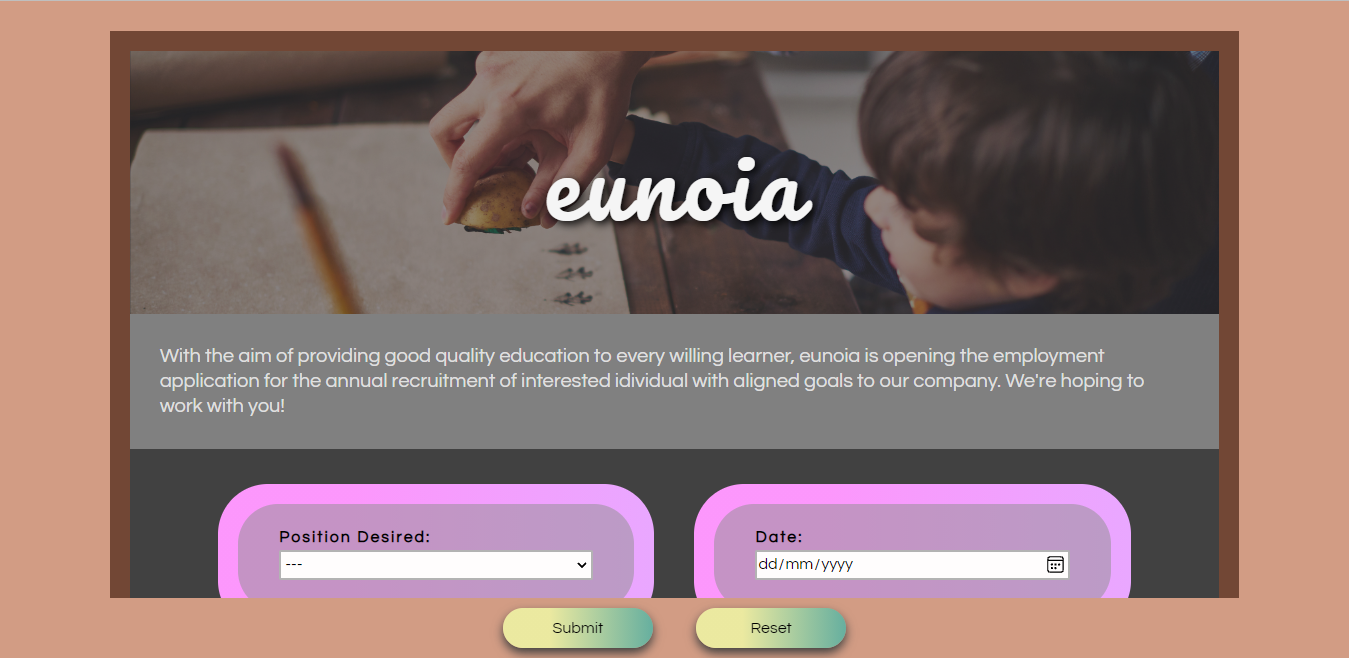 eunoia
With the aim of providing good quality education to every willing learner, eunoia is opening the employment
application for the annual recruitment of interested idividual with aligned goals to our company. We're hoping to
work with you!
Position Desired:
---
Date:
dd/mm/yyyy
Submit
Reset